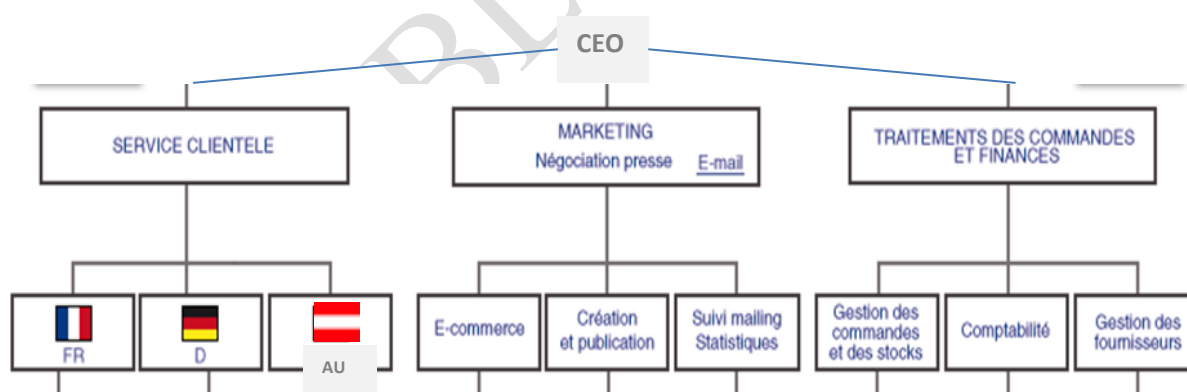 CEO
SERVICE CLIENTELE
MARKETING
Négociation presse E-mail
TRAITEMENTS DES COMMANDES
ET FINANCES
FR
D
AU
E-commerce
Création
et publication
Suivi mailing
Statistiques
Gestion des
commandes
et des stocks
Comptabilité
Gestion des
fournisseurs